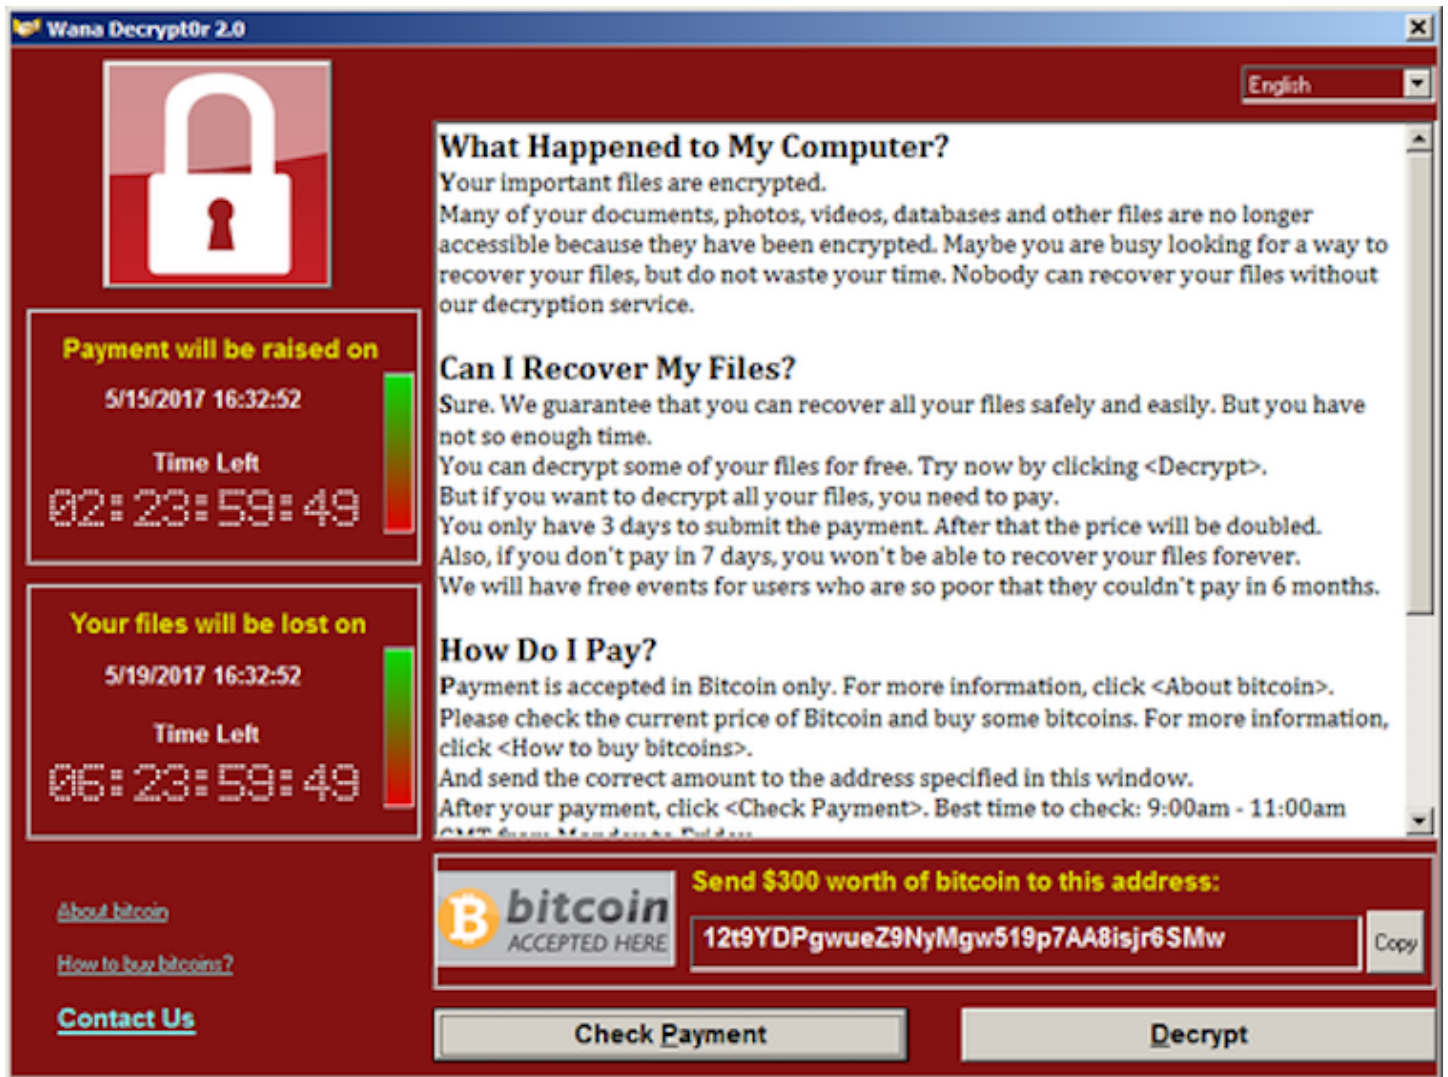 Wana Decrypt0r 2.0
English
What Happened to My Computer?
Your important files are encrypted.
Many of your documents, photos, videos, databases and other files are no longer
accessible because they have been encrypted. Maybe you are busy looking for a way to
recover your files, but do not waste your time. Nobody can recover your files without
our decryption service.
Can I Recover My Files?
Sure. We guarantee that you can recover all your files safely and easily. But you have
not so enough time.
You can decrypt some of your files for free. Try now by clicking <Decrypt>.
But if you want to decrypt all your files, you need to pay.
You only have 3 days to submit the payment. After that the price will be doubled.
Also, if you don't pay in 7 days, you won't be able to recover your files forever.
We will have free events for users who are so poor that they couldn't pay in 6 months.
How Do I Pay?
Payment is accepted in Bitcoin only. For more information, click <About bitcoin>.
Please check the current price of Bitcoin and buy some bitcoins. For more information,
click <How to buy bitcoins>.
And send the correct amount to the address specified in this window.
After your payment, click <Check Payment>. Best time to check: 9:00am - 11:00am
GMT from Monday to Friday.
Payment will be raised on
5/15/2017 16:32:52
Time Left
02:23:59:49
Your files will be lost on
5/19/2017 16:32:52
Time Left
06:23:59:49
About bitcoin
How to buy bitcoins?
Contact Us
bitcoin
ACCEPTED HERE
Send $300 worth of bitcoin to this address:
12t9YDPgwueZ9NyMgw519p7AA8isjr6SMw
Copy
Check Payment
Decrypt